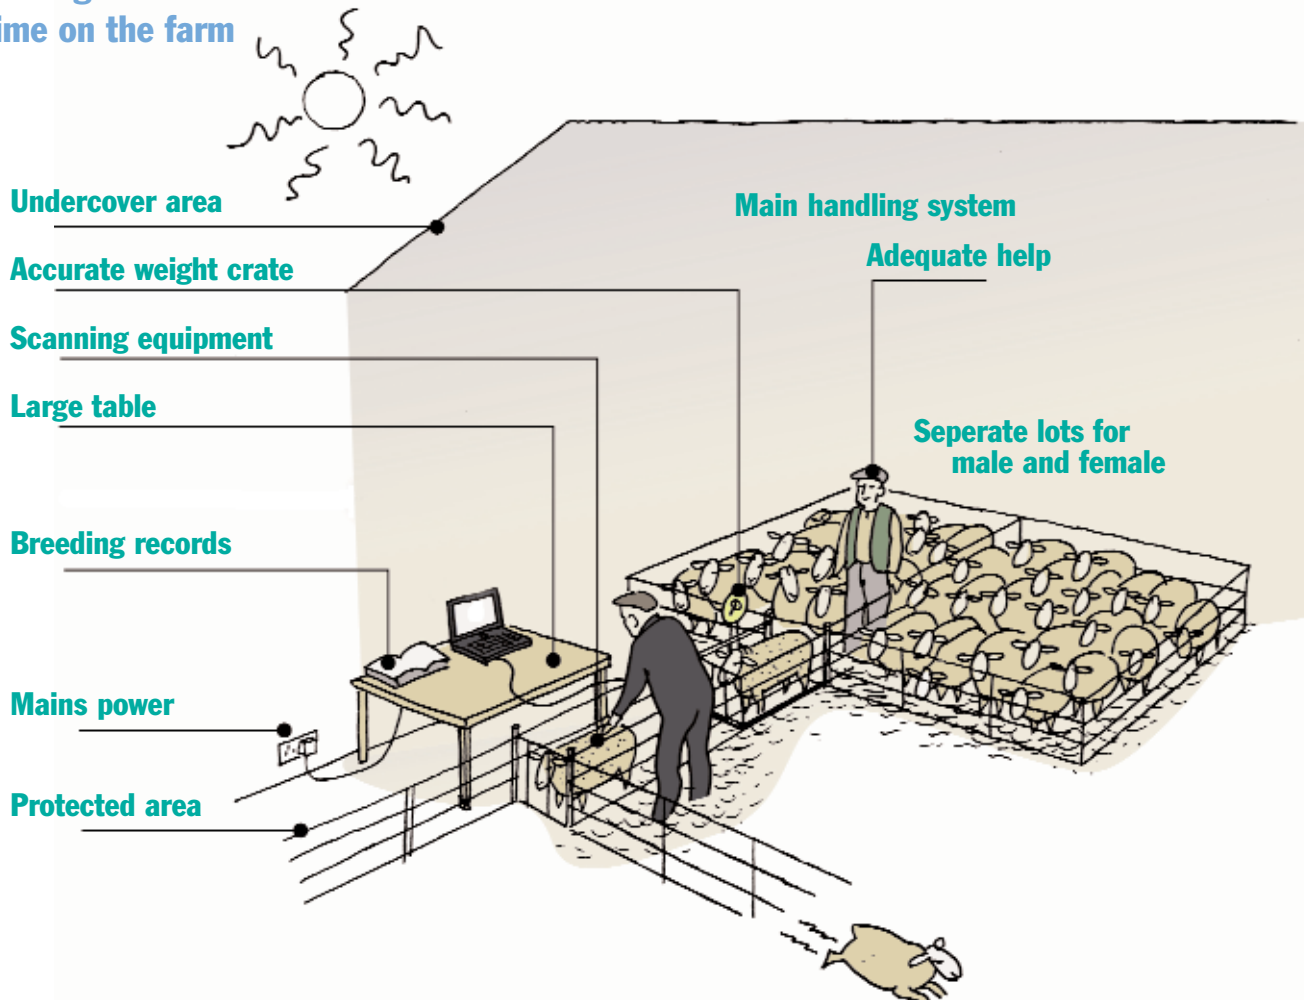 ime on the farm
Undercover area
Main handling system
Accurate weight crate
Adequate help
Scanning equipment
Large table
Seperate lots for
male and female
Breeding records
Mains power
Protected area